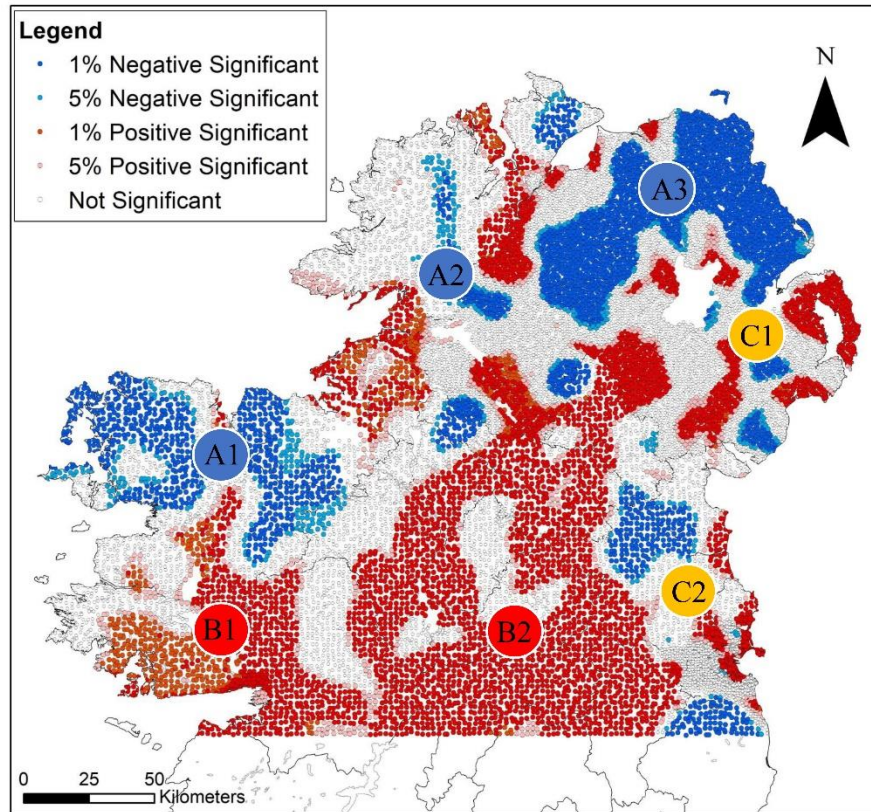 Legend
1% Negative Significant
5% Negative Significant
1% Positive Significant
5% Positive Significant
Not Significant
N
A3
A2
C1
A1
C2
B1
B2
0 25 50
Kilometers